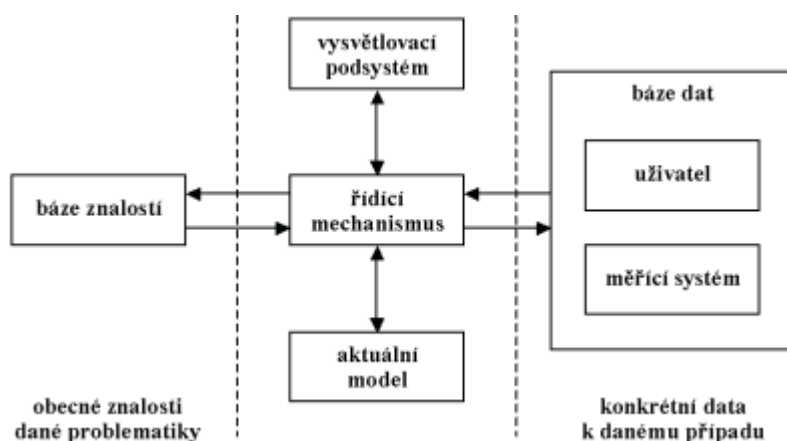 vysvětlovací
podsystém
báze dat
uživatel
báze znalostí
řídící
mechanismus
měřící systém
aktuální
model
obecné znalosti
dané problematiky
konkrétní data
k danému případu